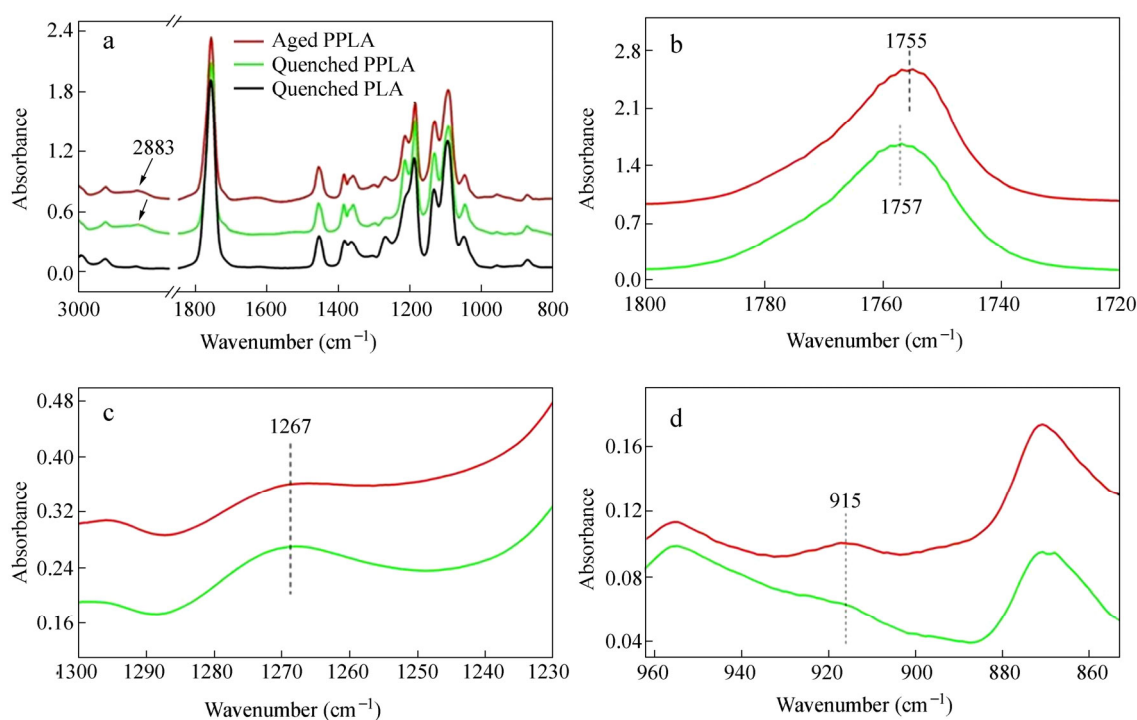 a
2.4
1.8
1.2
0.6
0.0
Absorbance
Aged PPLA
Quenched PPLA
Quenched PLA
2883
3000 1800 1600 1400 1200 1000 800
Wavenumber (cm⁻¹)
b
2.8
2.1
1.4
0.7
0.0
Absorbance
1755
1757
1800 1780 1760 1740 1720
Wavenumber (cm⁻¹)
c
0.48
0.40
0.32
0.24
0.16
Absorbance
1267
1300 1290 1280 1270 1260 1250 1240 1230
Wavenumber (cm⁻¹)
d
0.16
0.12
0.08
0.04
Absorbance
915
960 940 920 900 880 860
Wavenumber (cm⁻¹)